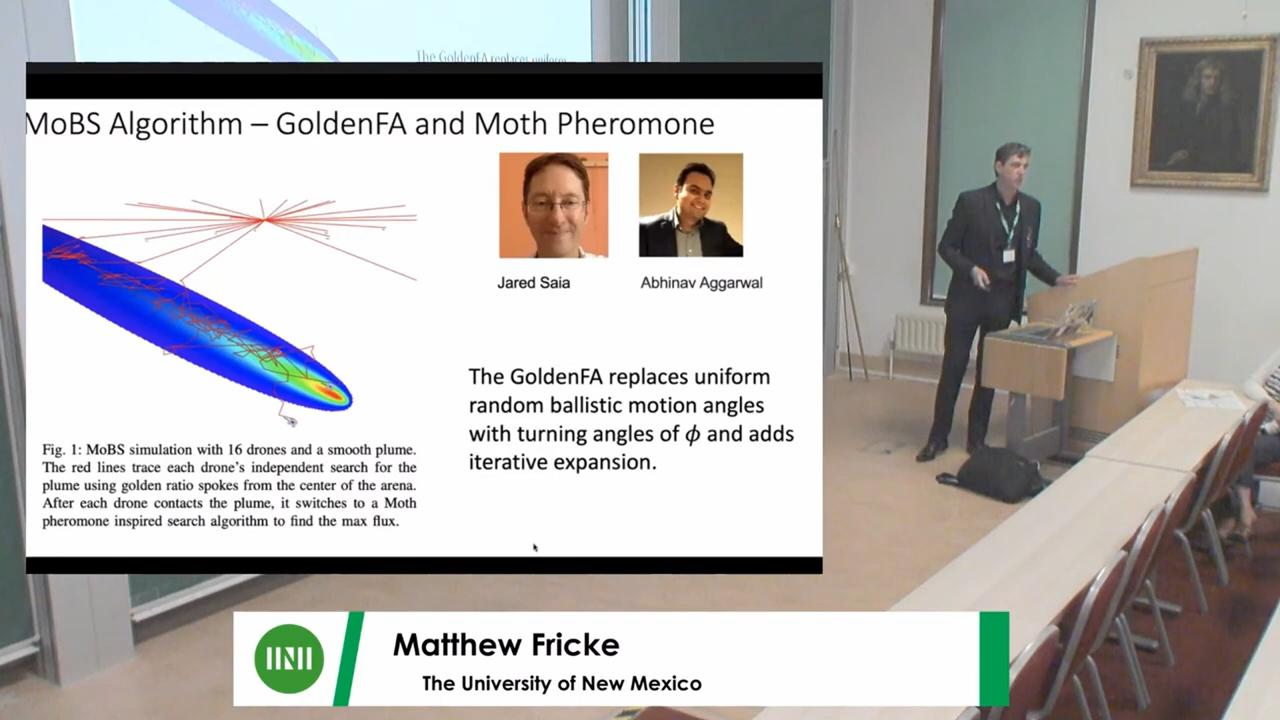 The GoldenFA replaces uniform
MoBS Algorithm – GoldenFA and Moth Pheromone
Jared Saia
Abhinav Aggarwal
The GoldenFA replaces uniform
random ballistic motion angles
with turning angles of ϕ and adds
iterative expansion.
Fig. 1: MoBS simulation with 16 drones and a smooth plume.
The red lines trace each drone's independent search for the
plume using golden ratio spokes from the center of the arena.
After each drone contacts the plume, it switches to a Moth
pheromone inspired search algorithm to find the max flux.
Matthew Fricke
The University of New Mexico